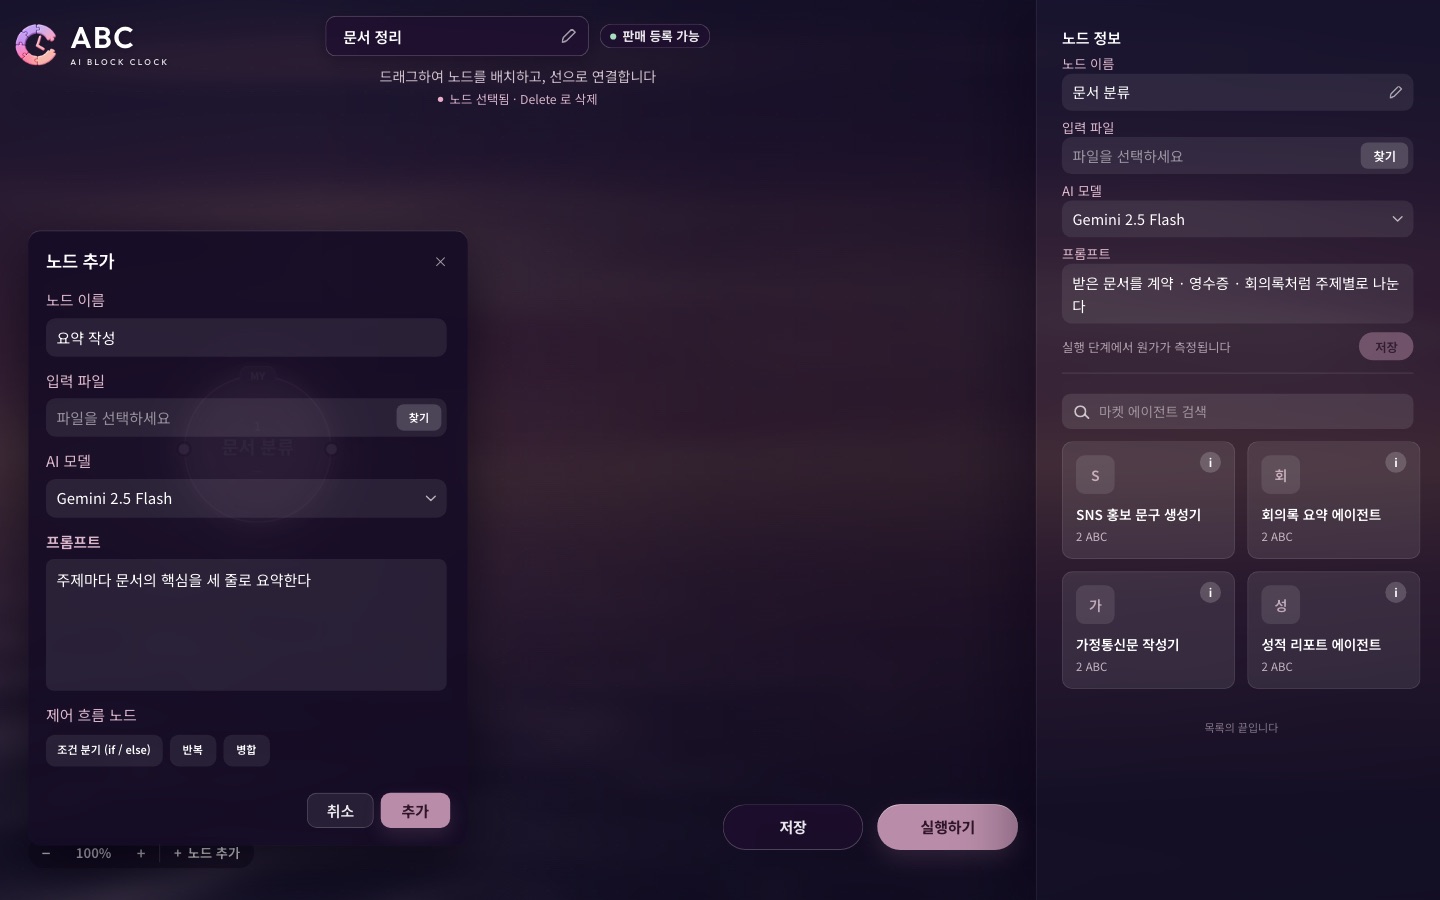 ABC
AI BLOCK CLOCK
문서 정리
판매 등록 가능
드래그하여 노드를 배치하고, 선으로 연결합니다
노드 선택됨 · Delete 로 삭제
노드 추가
노드 이름
요약 작성
입력 파일
파일을 선택하세요
찾기
MY
문서 분류
AI 모델
Gemini 2.5 Flash
프롬프트
주제마다 문서의 핵심을 세 줄로 요약한다
제어 흐름 노드
조건 분기 (if / else)
반복
병합
취소
추가
− 100% + + 노드 추가
저장
실행하기
노드 정보
노드 이름
문서 분류
입력 파일
파일을 선택하세요
찾기
AI 모델
Gemini 2.5 Flash
프롬프트
받은 문서를 계약 · 영수증 · 회의록처럼 주제별로 나눈
다
실행 단계에서 원가가 측정됩니다
저장
마켓 에이전트 검색
S
i
SNS 홍보 문구 생성기
2 ABC
회
i
회의록 요약 에이전트
2 ABC
가
i
가정통신문 작성기
2 ABC
성
i
성적 리포트 에이전트
2 ABC
목록의 끝입니다